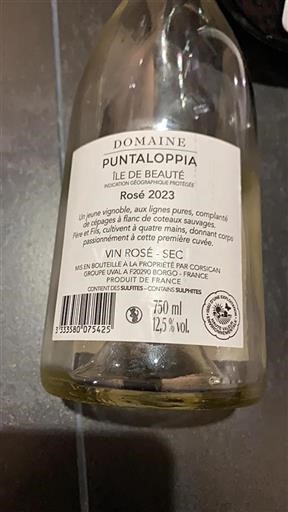 DOMAINE
PUNTALOPPIA
ÎLE DE BEAUTÉ
INDICATION GÉOGRAPHIQUE PROTÉGÉE
Rosé 2023
Un jeune vignoble, aux lignes pures, complanté
de cépages à flanc de coteaux sauvages.
Père et Fils, cultivent à quatre mains, donnant corps
passionnément à cette première cuvée.
VIN ROSÉ - SEC
MIS EN BOUTEILLE À LA PROPRIÉTÉ PAR CORSICAN
GROUPE UVAL A F20290 BORGO - FRANCE
PRODUIT DE FRANCE
CONTIENT DES SULFITES - CONTAINS SULPHITES
3 333580 075425
750 ml
12,5 % vol.